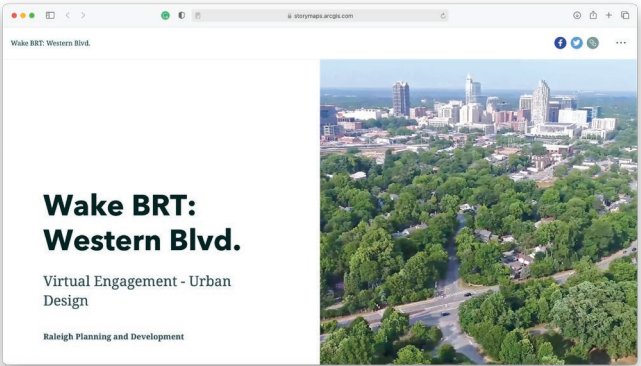 storymaps.arcgis.com
Wake BRT: Western Blvd.
Wake BRT:
Western Blvd.
Virtual Engagement - Urban
Design
Raleigh Planning and Development